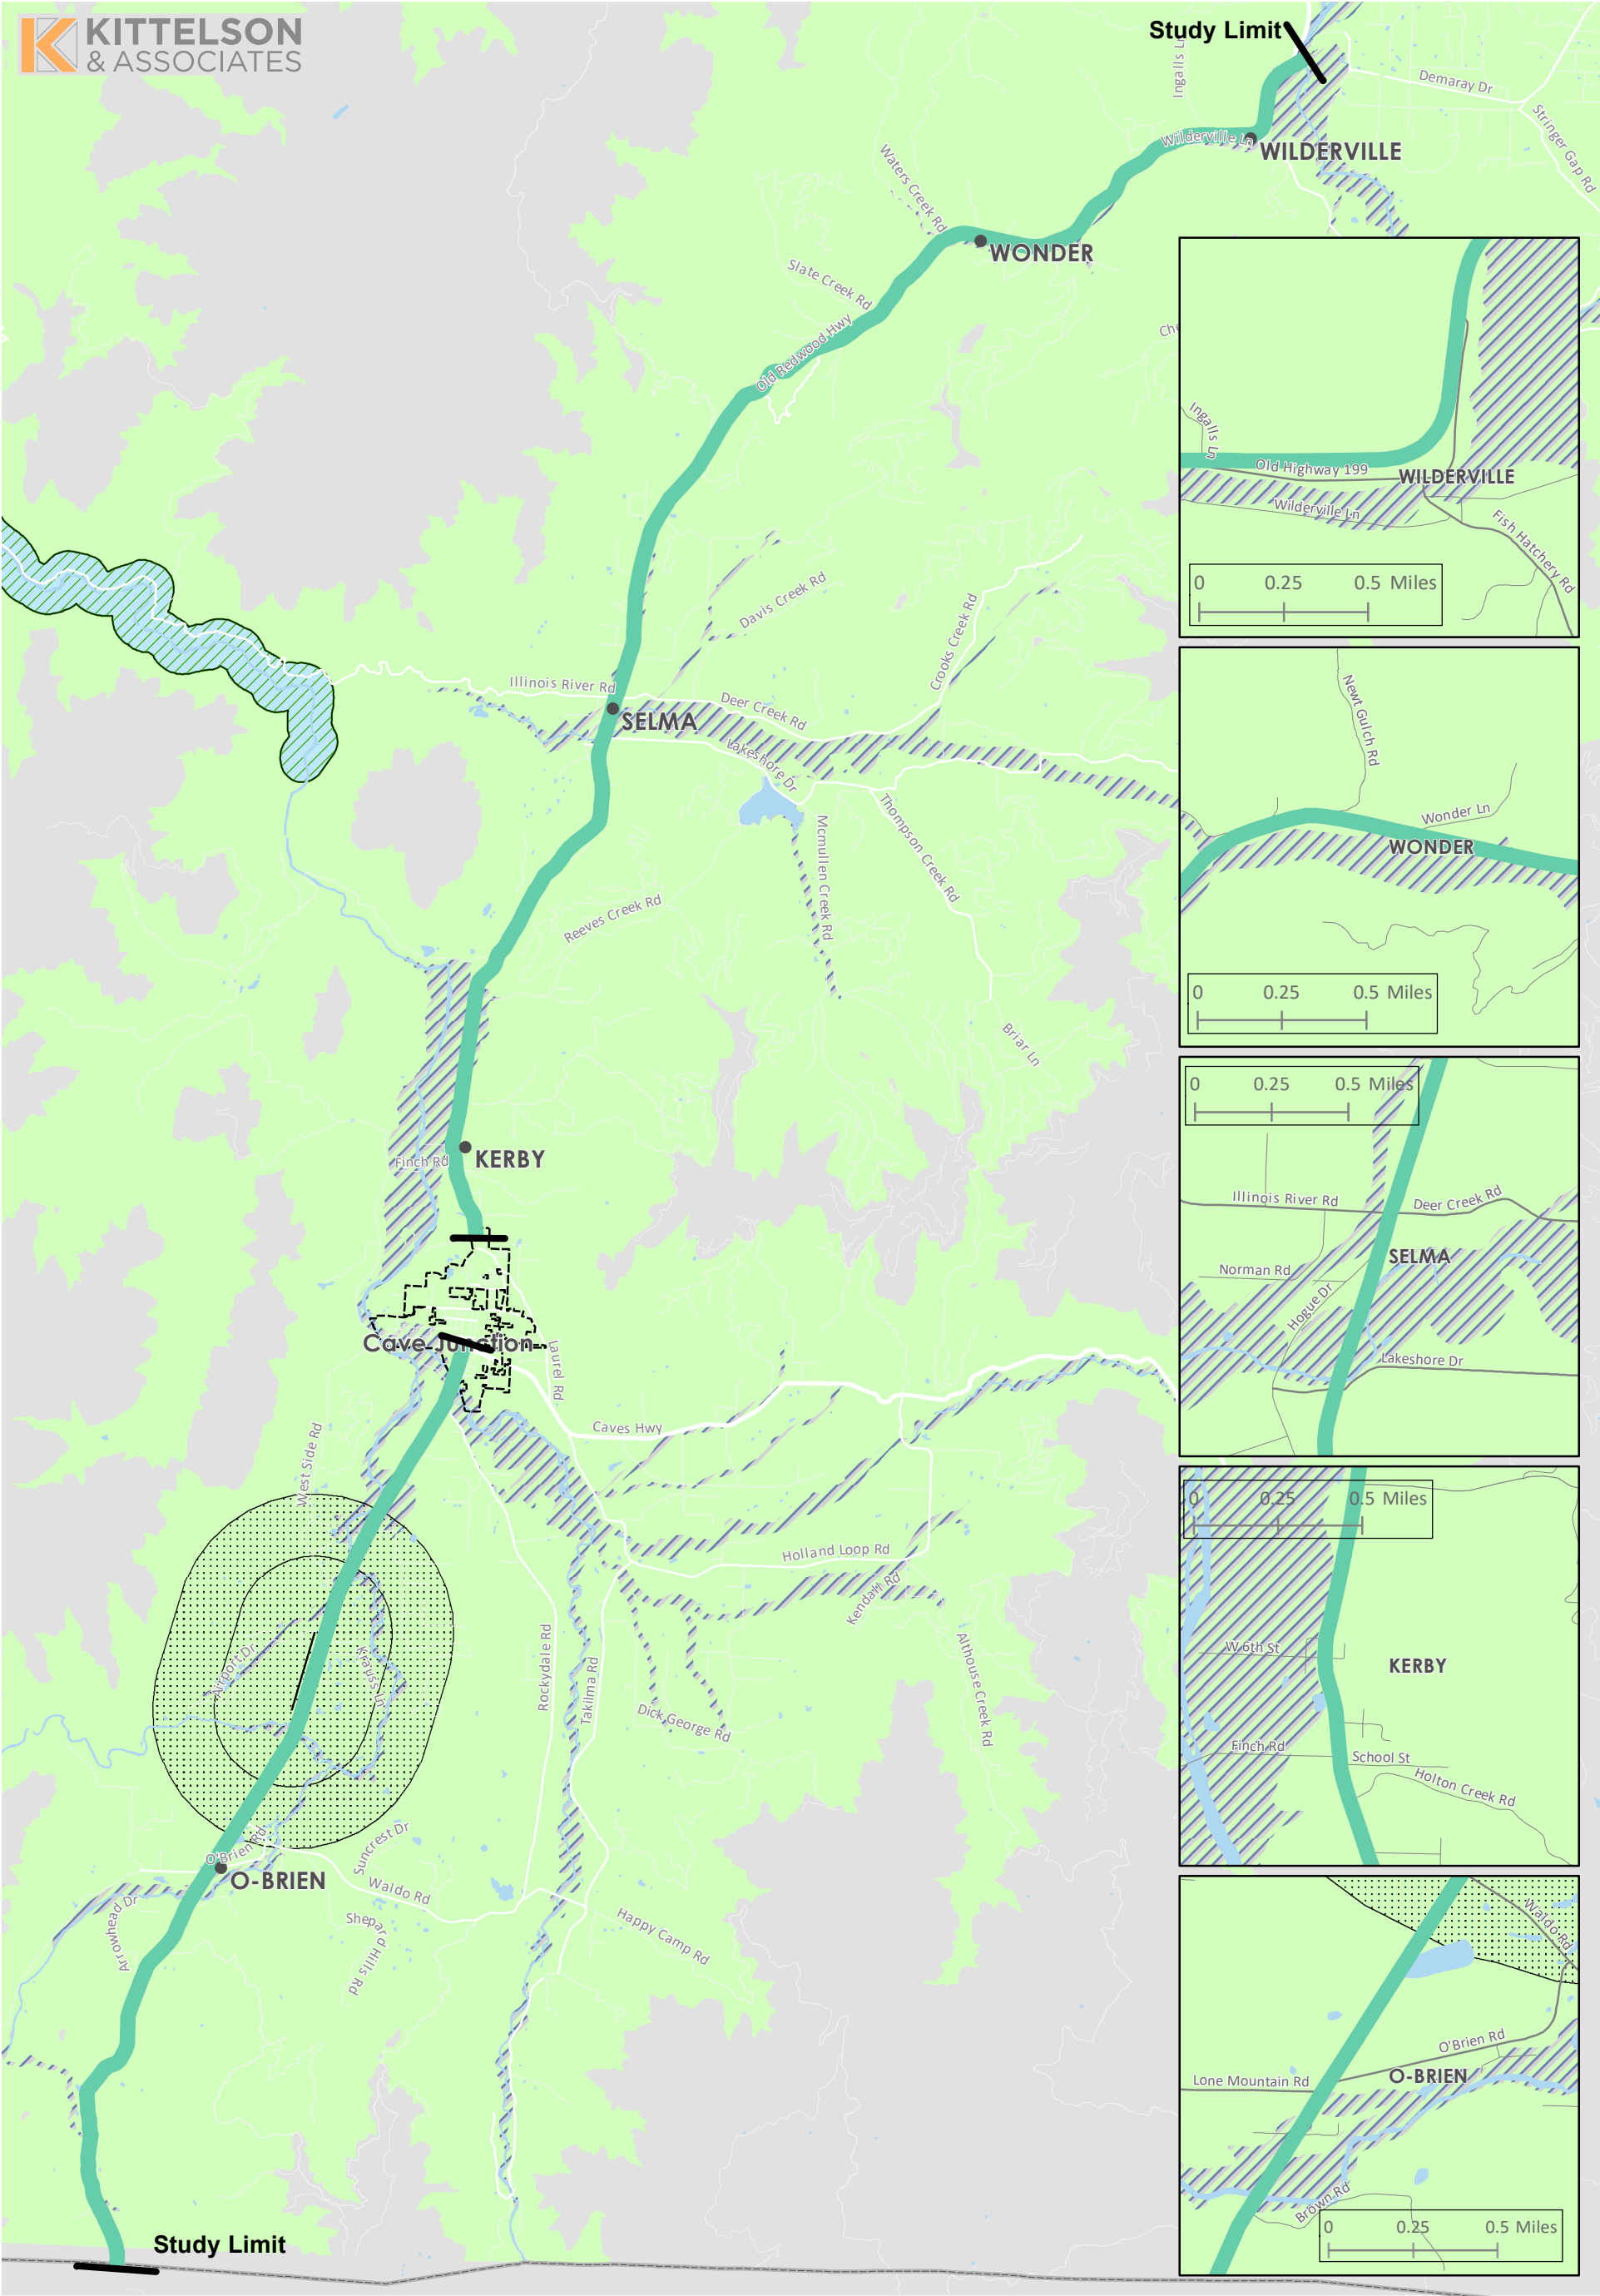 KITTELSON
& ASSOCIATES
Study Limit
Ingalls Ln
Demaray Dr
Stringer Gap Rd
Wilderville Ln
WILDERVILLE
Waters Creek Rd
WONDER
Slate Creek Rd
Old Redwood Hwy
Ingalls Ln
Old Highway 199
WILDERVILLE
Wilderville Ln
Fish Hatchery Rd
0 0.25 0.5 Miles
Davis Creek Rd
Crooks Creek Rd
Illinois River Rd
Deer Creek Rd
SELMA
Lakeshore Dr
Thompson Creek Rd
Mcmullen Creek Rd
Reeves Creek Rd
Briar Ln
Newt Gulch Rd
Wonder Ln
WONDER
0 0.25 0.5 Miles
KERBY
Finch Rd
0 0.25 0.5 Miles
Illinois River Rd
Deer Creek Rd
SELMA
Norman Rd
Hogue Dr
Lakeshore Dr
Cave Junction
Laurel Rd
Caves Hwy
West Side Rd
Holland Loop Rd
Kendall Rd
Airport Dr
Krauss Ln
Rockydale Rd
Takilma Rd
Althouse Creek Rd
Dick George Rd
0 0.25 0.5 Miles
KERBY
Finch Rd
School St
Holton Creek Rd
O'Brien Rd
O-BRIEN
Suncrest Dr
Waldo Rd
Arrowhead Dr
Shepard Hills Rd
Happy Camp Rd
Waldo Rd
O'Brien Rd
O-BRIEN
Lone Mountain Rd
Brown Rd
0 0.25 0.5 Miles
Study Limit